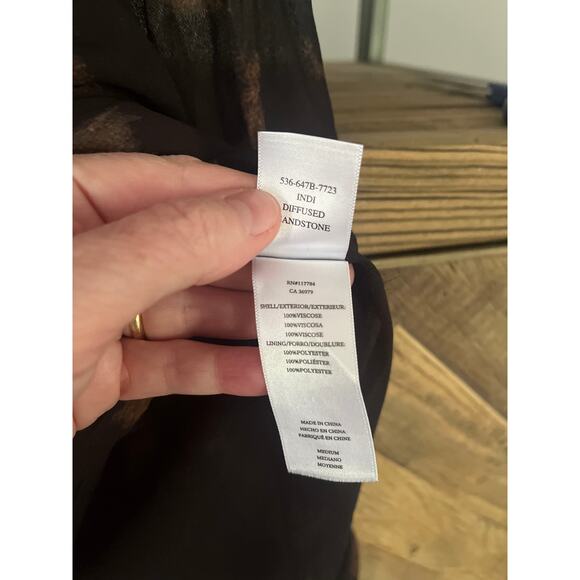 536-647B-7723
INDI
DIFFUSED
ANDSTONE
RN#117784
CA 36979
SHELL/EXTERIOR/EXTERIEUR:
100%VISCOSE
100%VISCOSA
100%VISCOSE
LINING/FORRO/DOUBLURE:
100%POLYESTER
100%POLIÉSTER
100%POLYESTER
MADE IN CHINA
HECHO EN CHINA
FABRIQUÉ EN CHINE
MEDIUM
MEDIANO
MOYENNE